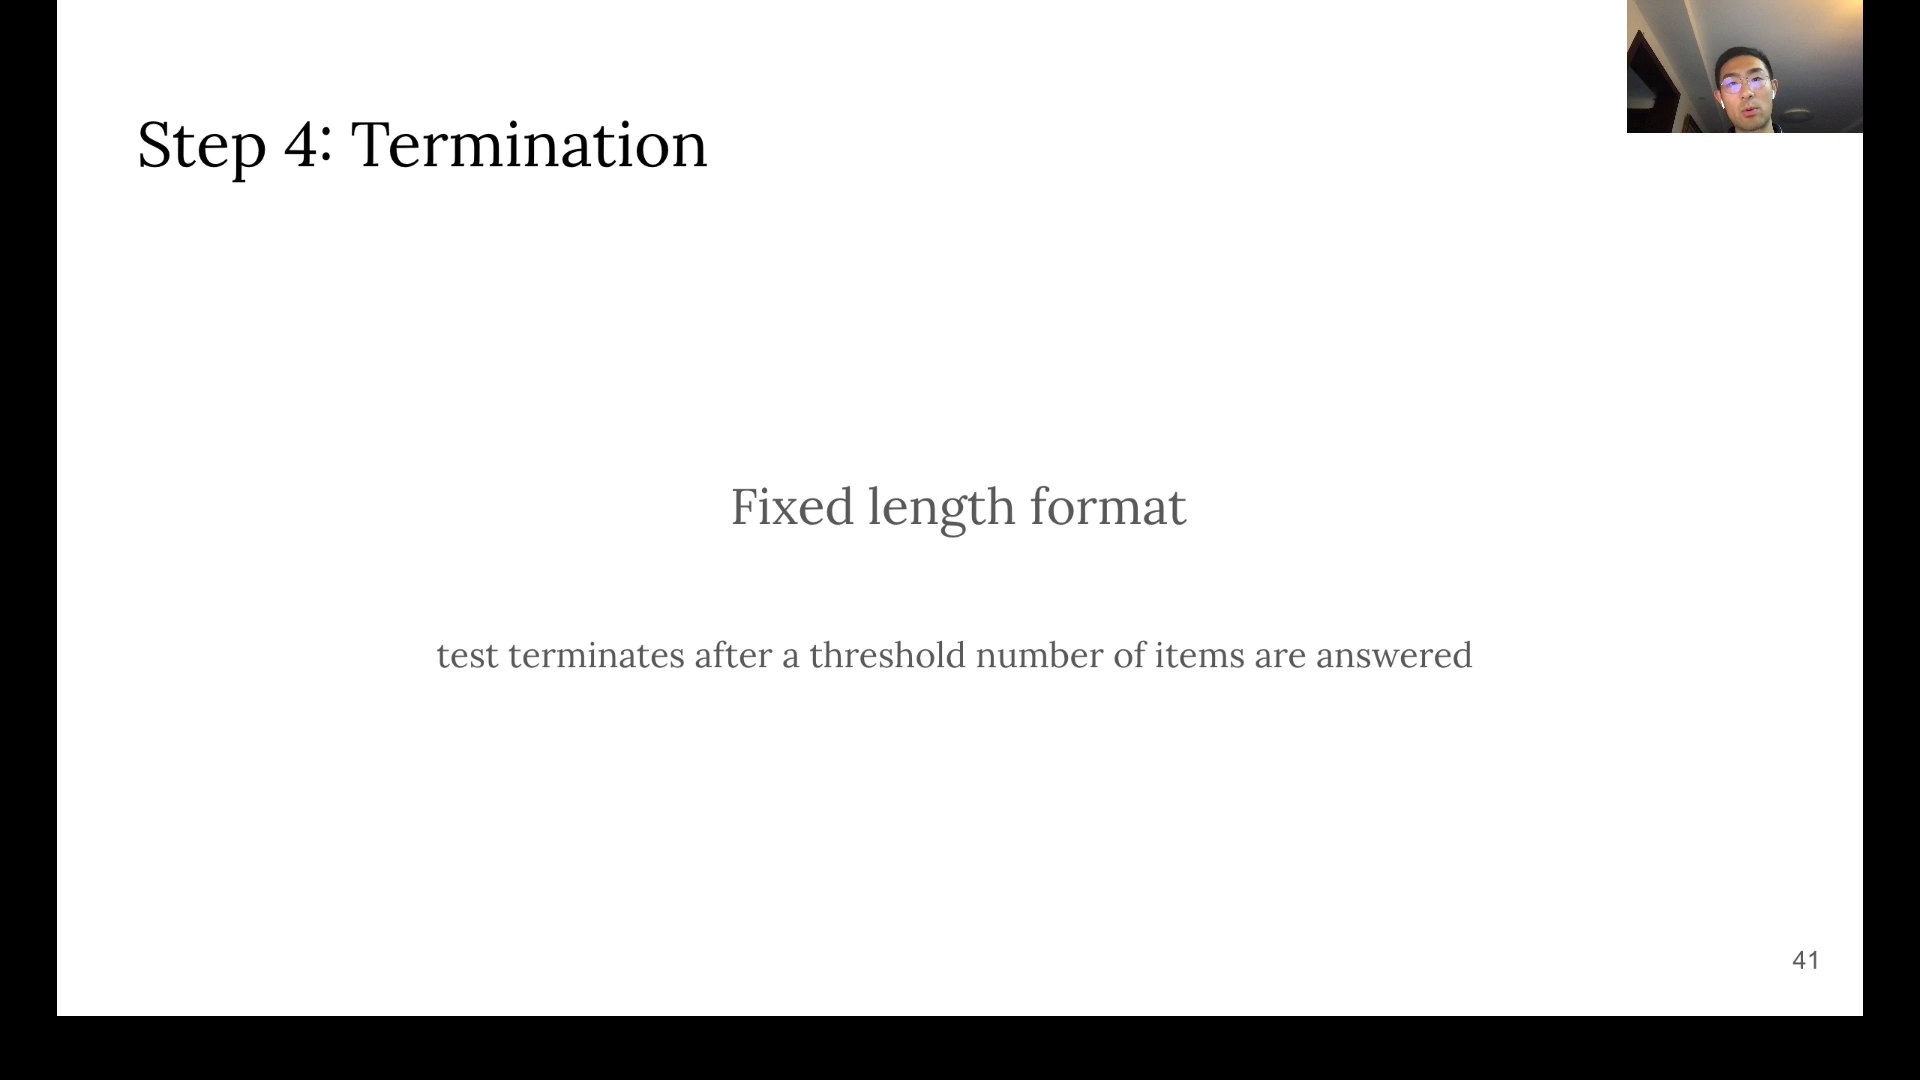 Step 4: Termination
Fixed length format
test terminates after a threshold number of items are answered
41